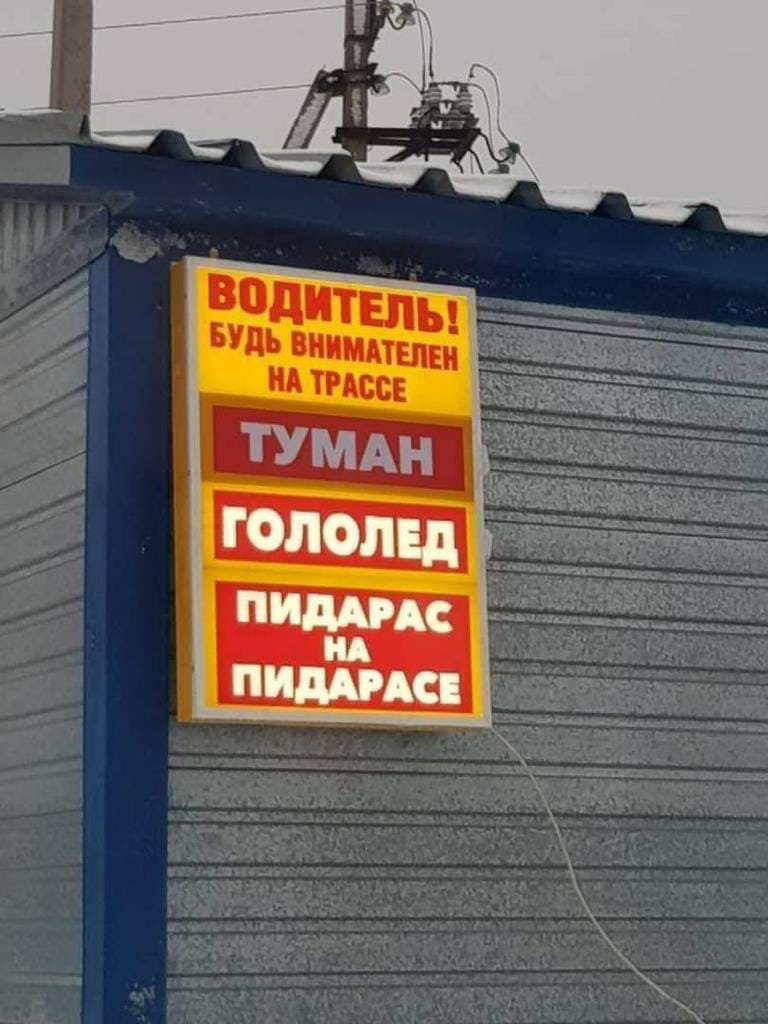 ВОДИТЕЛЬ!
БУДЬ ВНИМАТЕЛЕН
НА ТРАССЕ
ТУМАН
ГОЛОЛЕД
ПИДАРАС
НА
ПИДАРАСЕ